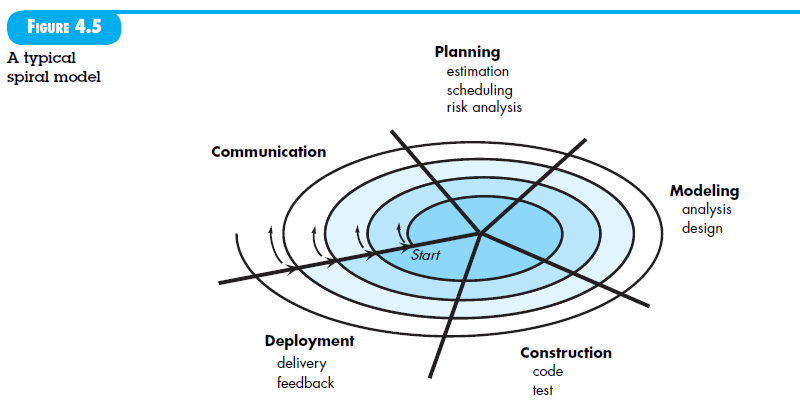 FIGURE 4.5
A typical
spiral model
Planning
estimation
scheduling
risk analysis
Communication
Modeling
analysis
design
Start
Deployment
delivery
feedback
Construction
code
test